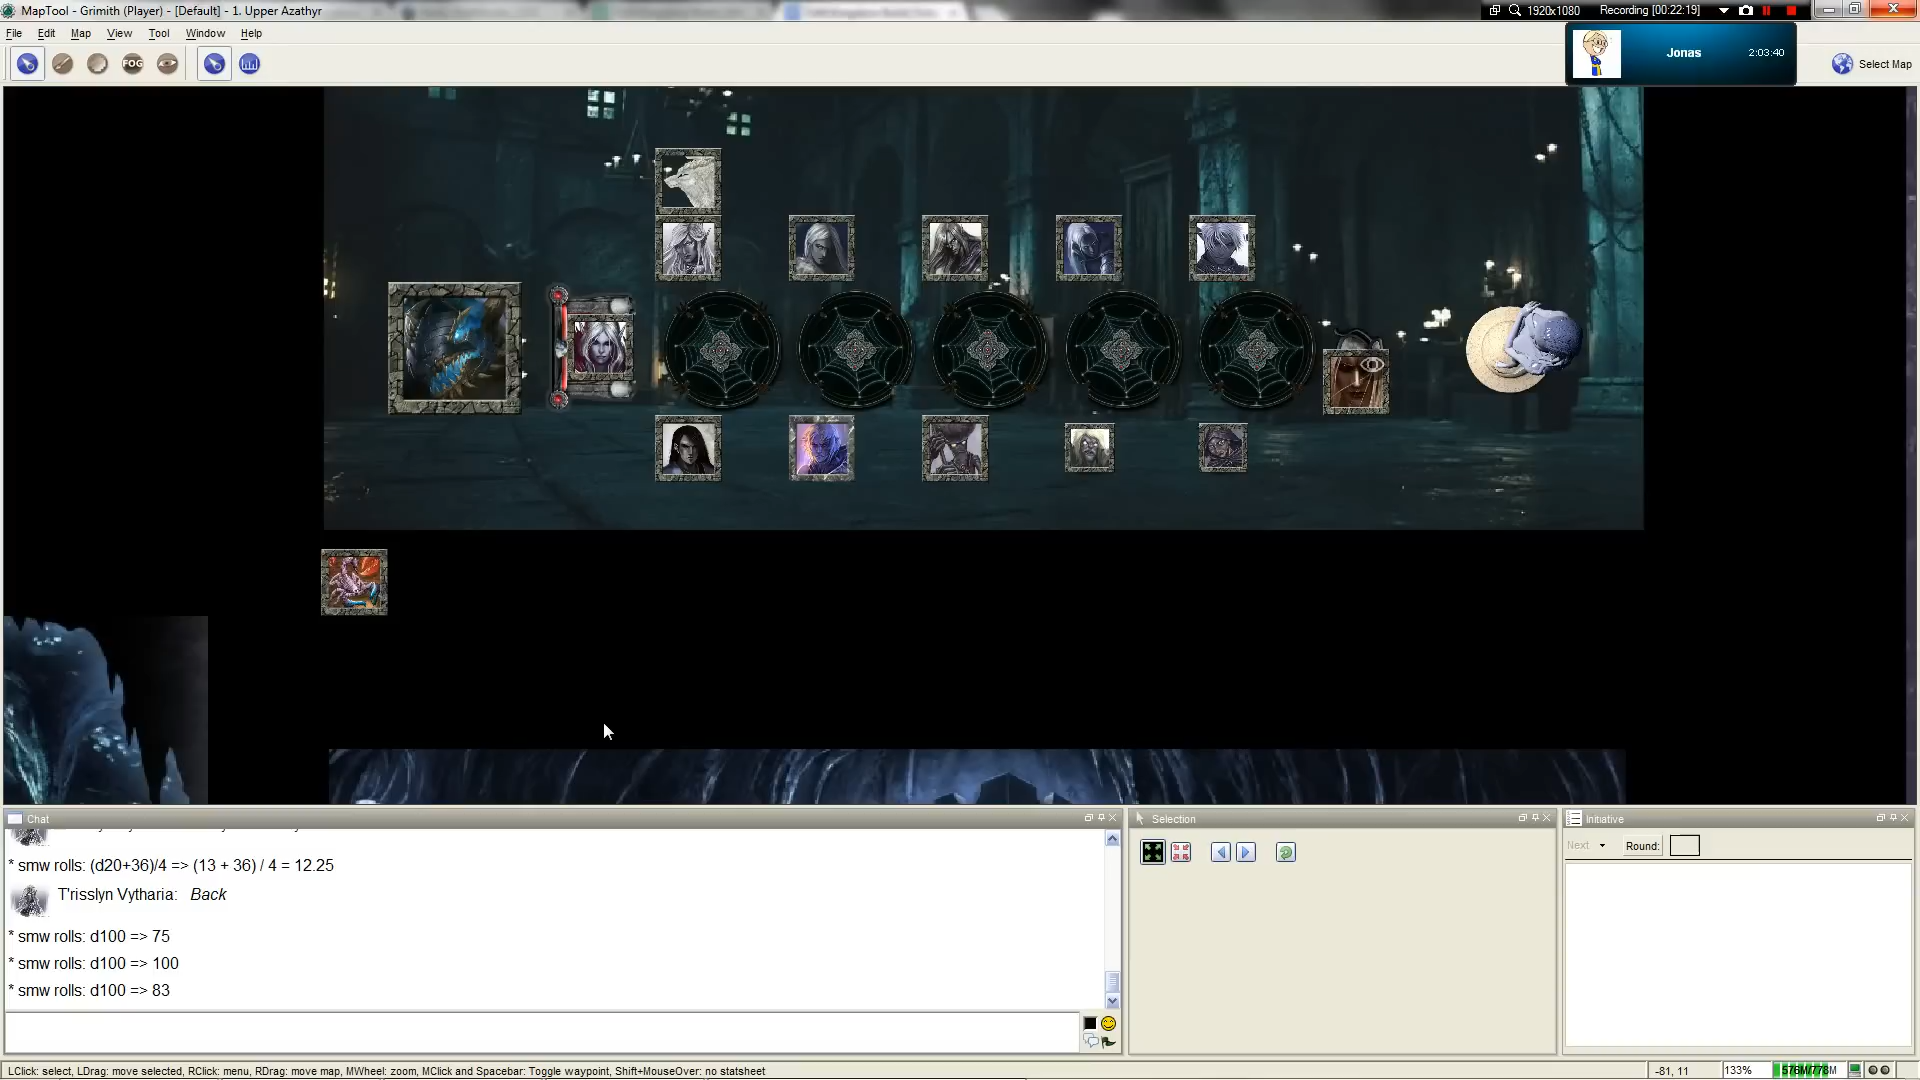 MapTool - Grimith (Player) - [Default] - 1. Upper Azathyr
1920x1080
Recording [00:22:19]
File Edit Map View Tool Window Help
FOG
Jonas
2:03:40
Select Map
Chat
* smw rolls: (d20+36)/4 => (13 + 36) / 4 = 12.25
T'risslyn Vytharia: Back
* smw rolls: d100 => 75
* smw rolls: d100 => 100
* smw rolls: d100 => 83
Selection
Initiative
Next
Round:
LClick: select, LDrag: move selected, RClick: menu, RDrag: move map, MWheel: zoom, MClick and Spacebar: Toggle waypoint, Shift+MouseOver: no statsheet
-81, 11
133%
576M/778M